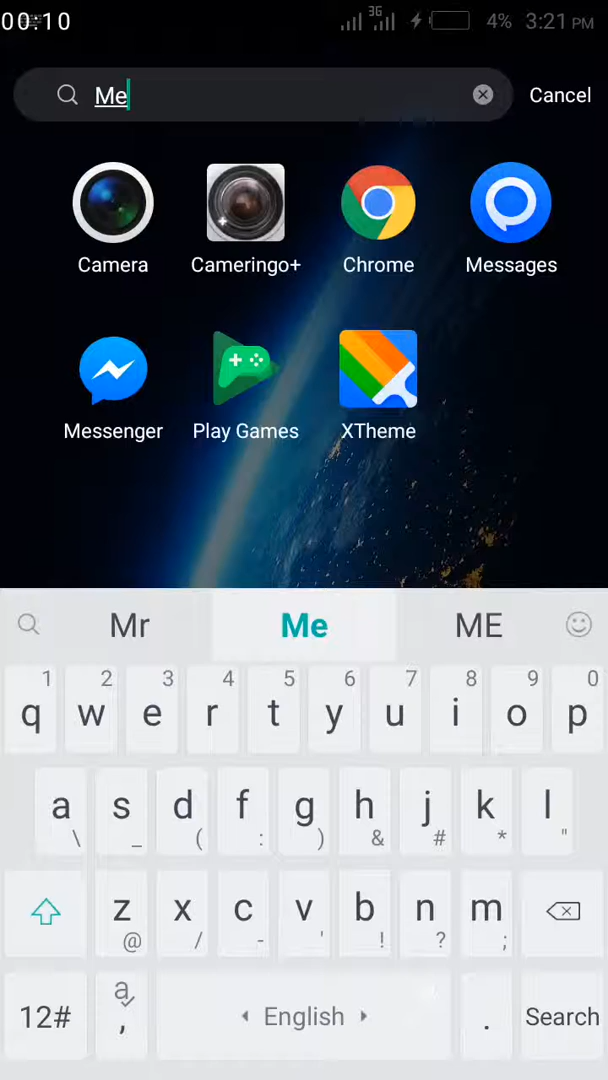 00:10 3G 4% 3:21 PM
Me Cancel
Camera Cameringo+ Chrome Messages
Messenger Play Games XTheme
Mr Me ME
1 2 3 4 5 6 7 8 9 0
q w e r t y u i o p
a s d f g h j k l
\ _ ( : ) & # * "
z x c v b n m
@ / - ' ! ? ;
12# a , English . Search